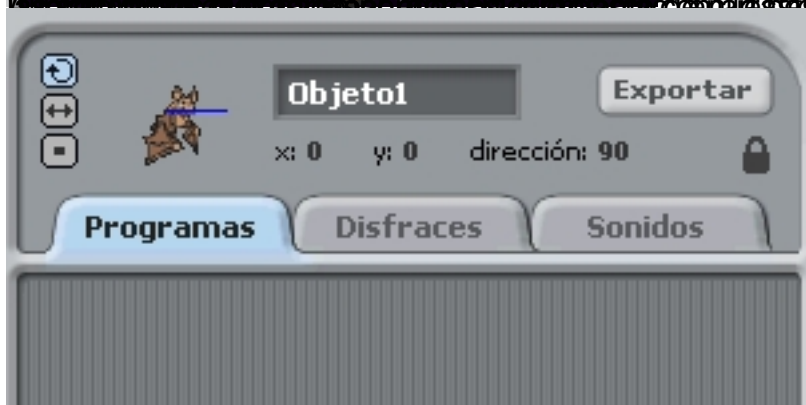 Objeto1
Exportar
x: 0 y: 0 dirección: 90
Programas Disfraces Sonidos